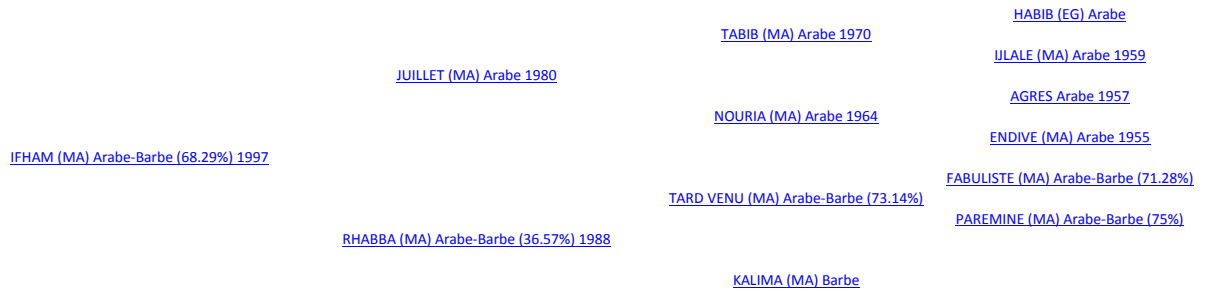 HABIB (EG) Arabe
TABIB (MA) Arabe 1970
IJLALE (MA) Arabe 1959
JUILLET (MA) Arabe 1980
AGRES Arabe 1957
NOURIA (MA) Arabe 1964
ENDIVE (MA) Arabe 1955
IFHAM (MA) Arabe-Barbe (68.29%) 1997
FABULISTE (MA) Arabe-Barbe (71.28%)
TARD VENU (MA) Arabe-Barbe (73.14%)
PAREMINE (MA) Arabe-Barbe (75%)
RHABBA (MA) Arabe-Barbe (36.57%) 1988
KALIMA (MA) Barbe